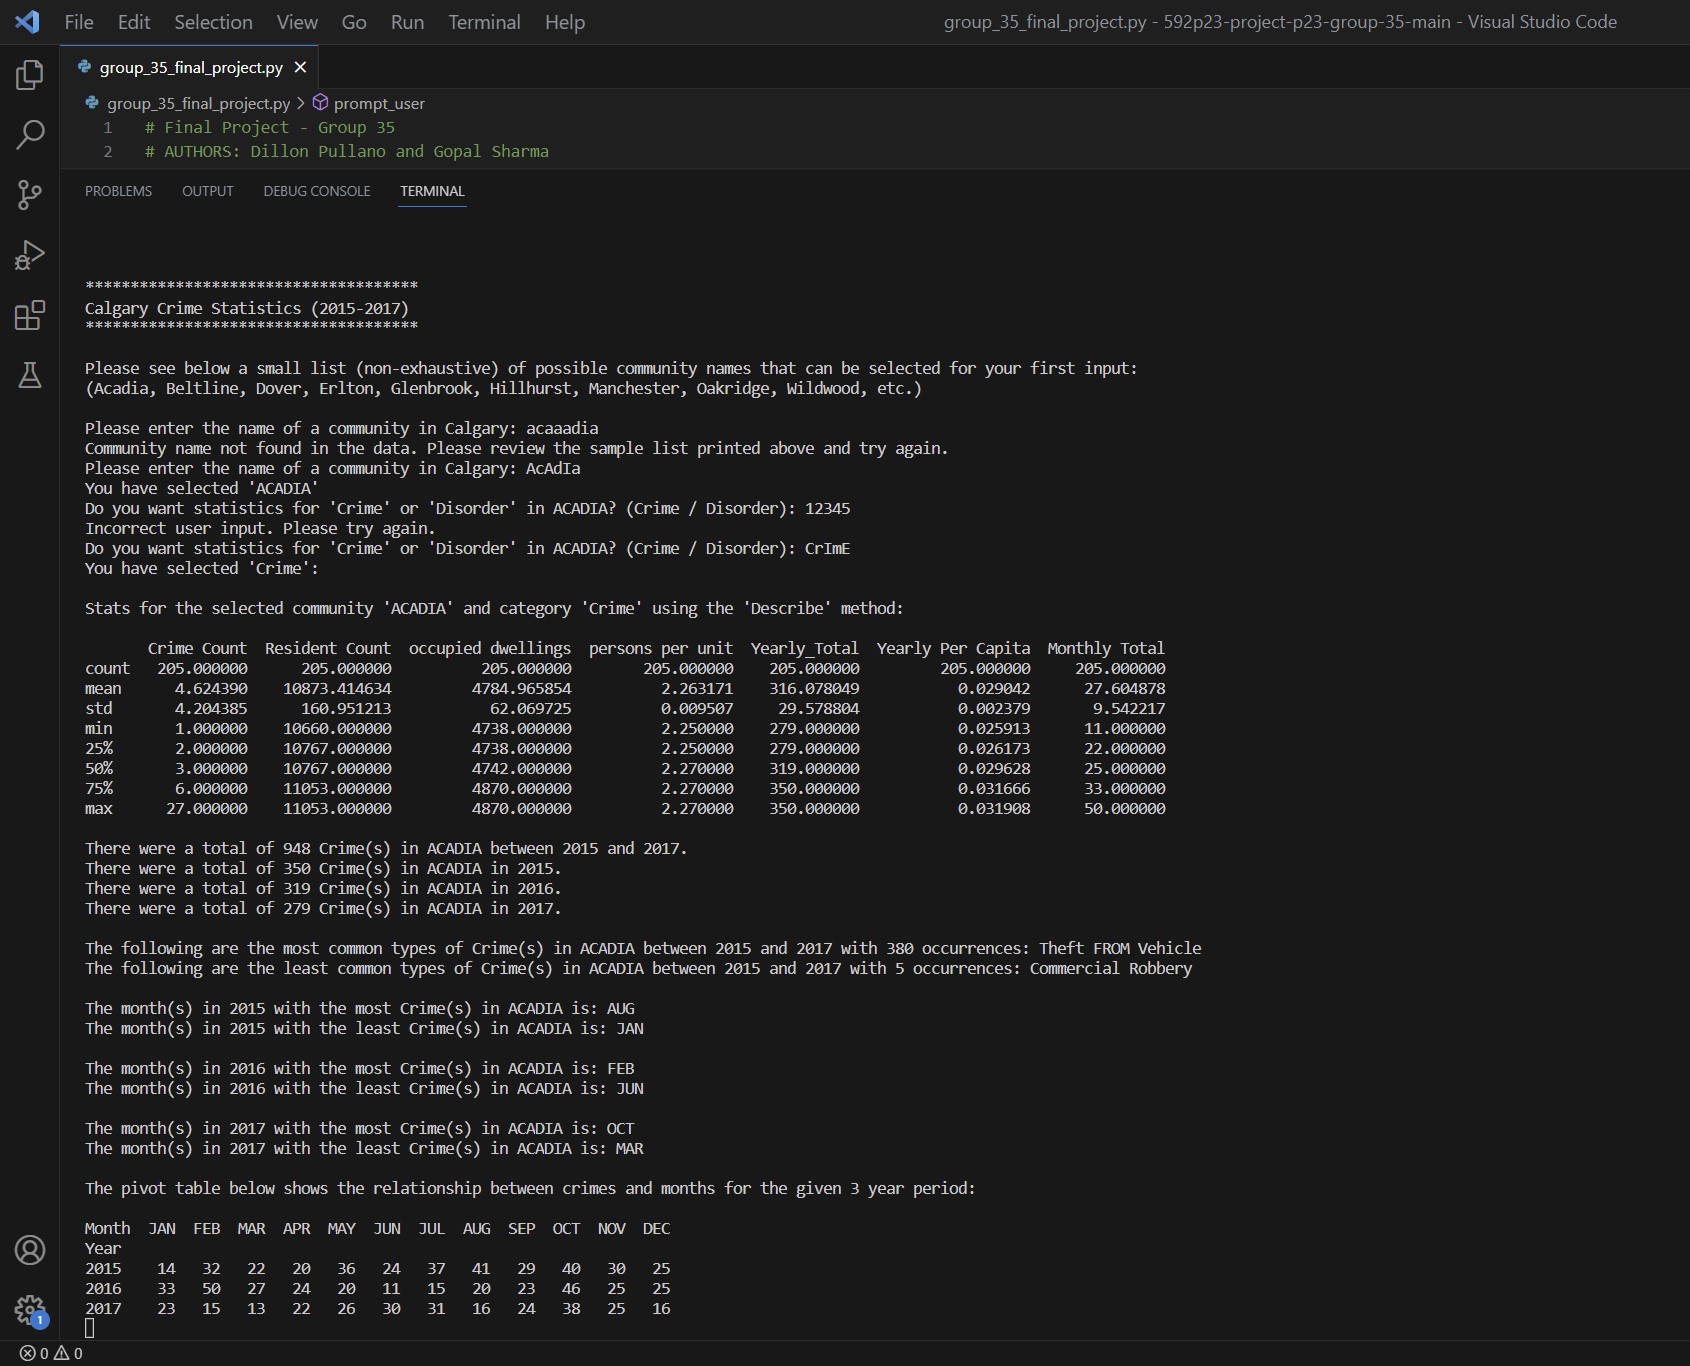 File Edit Selection View Go Run Terminal Help group_35_final_project.py - 592p23-project-p23-group-35-main - Visual Studio Code
group_35_final_project.py
group_35_final_project.py > prompt_user
1 # Final Project - Group 35
2 # AUTHORS: Dillon Pullano and Gopal Sharma
PROBLEMS OUTPUT DEBUG CONSOLE TERMINAL
*************************************
Calgary Crime Statistics (2015-2017)
*************************************
Please see below a small list (non-exhaustive) of possible community names that can be selected for your first input:
(Acadia, Beltline, Dover, Erlton, Glenbrook, Hillhurst, Manchester, Oakridge, Wildwood, etc.)
Please enter the name of a community in Calgary: acaaadia
Community name not found in the data. Please review the sample list printed above and try again.
Please enter the name of a community in Calgary: AcAdIa
You have selected 'ACADIA'
Do you want statistics for 'Crime' or 'Disorder' in ACADIA? (Crime / Disorder): 12345
Incorrect user input. Please try again.
Do you want statistics for 'Crime' or 'Disorder' in ACADIA? (Crime / Disorder): CrImE
You have selected 'Crime':
Stats for the selected community 'ACADIA' and category 'Crime' using the 'Describe' method:
Crime Count Resident Count occupied dwellings persons per unit Yearly_Total Yearly Per Capita Monthly Total
count 205.000000 205.000000 205.000000 205.000000 205.000000 205.000000 205.000000
mean 4.624390 10873.414634 4784.965854 2.263171 316.078049 0.029042 27.604878
std 4.204385 160.951213 62.069725 0.009507 29.578804 0.002379 9.542217
min 1.000000 10660.000000 4738.000000 2.250000 279.000000 0.025913 11.000000
25% 2.000000 10767.000000 4738.000000 2.250000 279.000000 0.026173 22.000000
50% 3.000000 10767.000000 4742.000000 2.270000 319.000000 0.029628 25.000000
75% 6.000000 11053.000000 4870.000000 2.270000 350.000000 0.031666 33.000000
max 27.000000 11053.000000 4870.000000 2.270000 350.000000 0.031908 50.000000
There were a total of 948 Crime(s) in ACADIA between 2015 and 2017.
There were a total of 350 Crime(s) in ACADIA in 2015.
There were a total of 319 Crime(s) in ACADIA in 2016.
There were a total of 279 Crime(s) in ACADIA in 2017.
The following are the most common types of Crime(s) in ACADIA between 2015 and 2017 with 380 occurrences: Theft FROM Vehicle
The following are the least common types of Crime(s) in ACADIA between 2015 and 2017 with 5 occurrences: Commercial Robbery
The month(s) in 2015 with the most Crime(s) in ACADIA is: AUG
The month(s) in 2015 with the least Crime(s) in ACADIA is: JAN
The month(s) in 2016 with the most Crime(s) in ACADIA is: FEB
The month(s) in 2016 with the least Crime(s) in ACADIA is: JUN
The month(s) in 2017 with the most Crime(s) in ACADIA is: OCT
The month(s) in 2017 with the least Crime(s) in ACADIA is: MAR
The pivot table below shows the relationship between crimes and months for the given 3 year period:
Month JAN FEB MAR APR MAY JUN JUL AUG SEP OCT NOV DEC
Year
2015 14 32 22 20 36 24 37 41 29 40 30 25
2016 33 50 27 24 20 11 15 20 23 46 25 25
2017 23 15 13 22 26 30 31 16 24 38 25 16
1
0 0